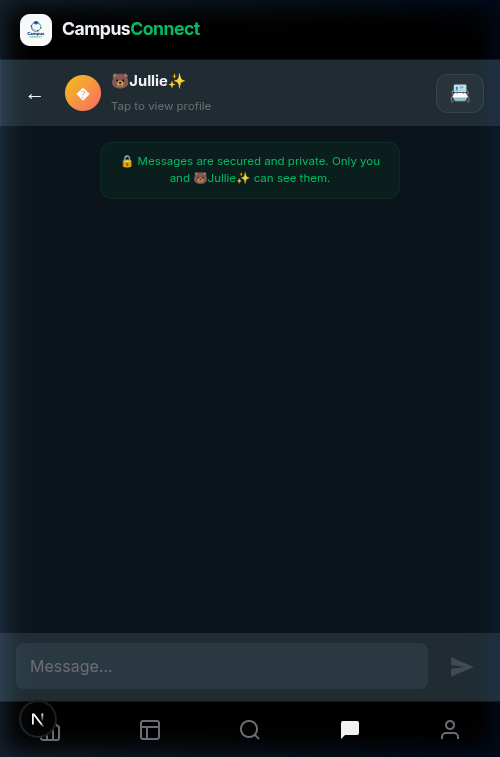 CampusConnect
←
�
🐻Jullie✨
Tap to view profile
🔒 Messages are secured and private. Only you
and 🐻Jullie✨ can see them.
Message...
N